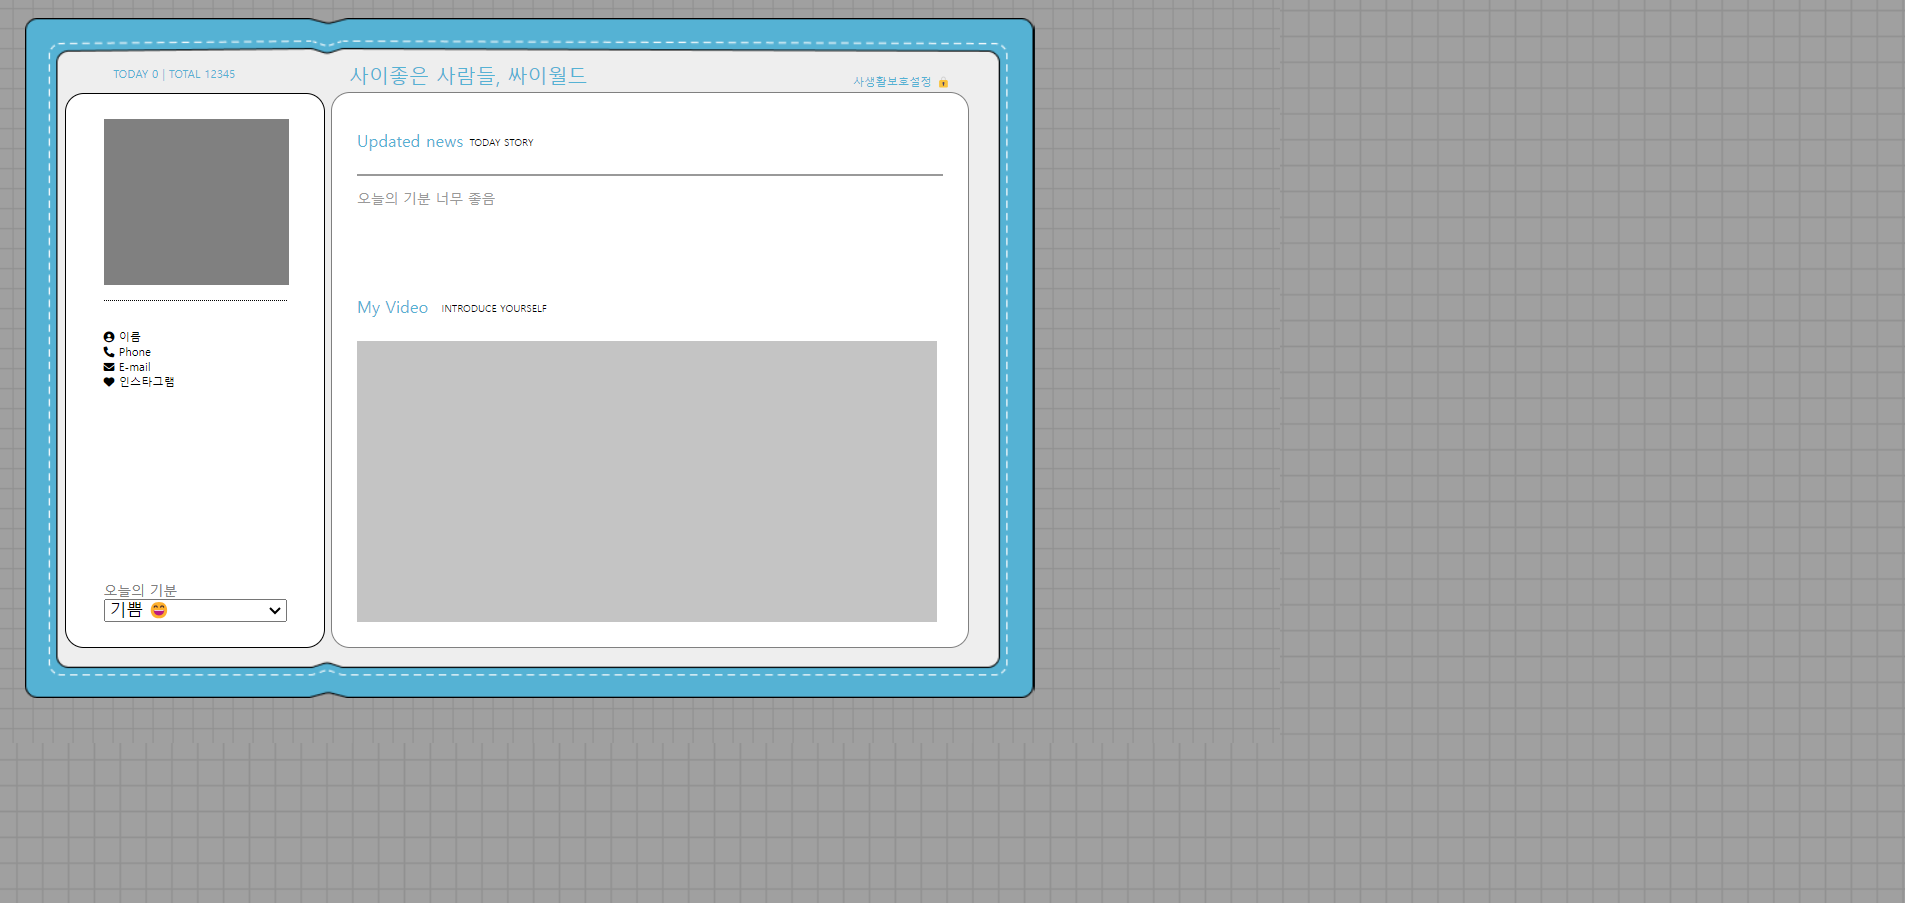 TODAY 0 | TOTAL 12345
사이좋은 사람들, 싸이월드
사생활보호설정 🔒
이름
Phone
E-mail
인스타그램
오늘의 기분
기쁨 😄
Updated news TODAY STORY
오늘의 기분 너무 좋음
My Video INTRODUCE YOURSELF